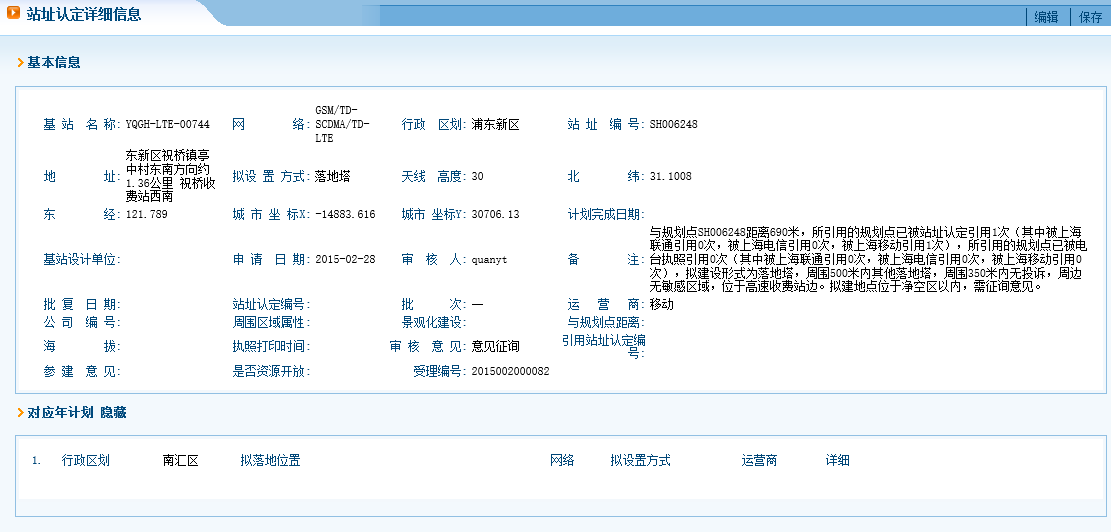 站址认定详细信息
编辑 保存
基本信息
基 站 名 称: YQGH-LTE-00744 网 络: GSM/TD-SCDMA/TD-LTE 行政 区划: 浦东新区 站 址 编 号: SH006248
地 址: 东新区祝桥镇亭中村东南方向约1.36公里 祝桥收费站西南 拟设 置 方式: 落地塔 天线 高度: 30 北 纬: 31.1008
东 经: 121.789 城 市 坐 标X: -14883.616 城市 坐标Y: 30706.13 计划完成日期:
基站设计单位: 申 请 日 期: 2015-02-28 审 核 人: quanyt 备 注: 与规划点SH006248距离690米，所引用的规划点已被站址认定引用1次（其中被上海
联通引用0次，被上海电信引用0次，被上海移动引用1次），所引用的规划点已被电
台执照引用0次（其中被上海联通引用0次，被上海电信引用0次，被上海移动引用0
次），拟建设形式为落地塔，周围500米内其他落地塔，周围350米内无投诉，周边
无敏感区域，位于高速收费站边。拟建地点位于净空区以内，需征询意见。
批 复 日 期: 站址认定编号: 批 次: — 运 营 商: 移动
公 司 编 号: 周围区域属性: 景观化建设: 与规划点距离:
海 拔: 执照打印时间: 审 核 意 见: 意见征询 引用站址认定编号:
参 建 意 见: 是否资源开放: 受理编号: 2015002000082
对应年计划 隐藏
1. 行政区划 南汇区 拟落地位置 网络 拟设置方式 运营商 详细